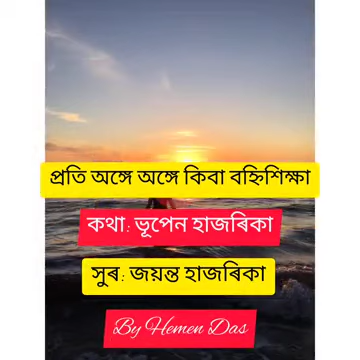 প্ৰতি অঙ্গে অঙ্গে কিবা বহ্নিশিক্ষা
কথা: ভূপেন হাজৰিকা
সুৰ: জয়ন্ত হাজৰিকা
By Hemen Das